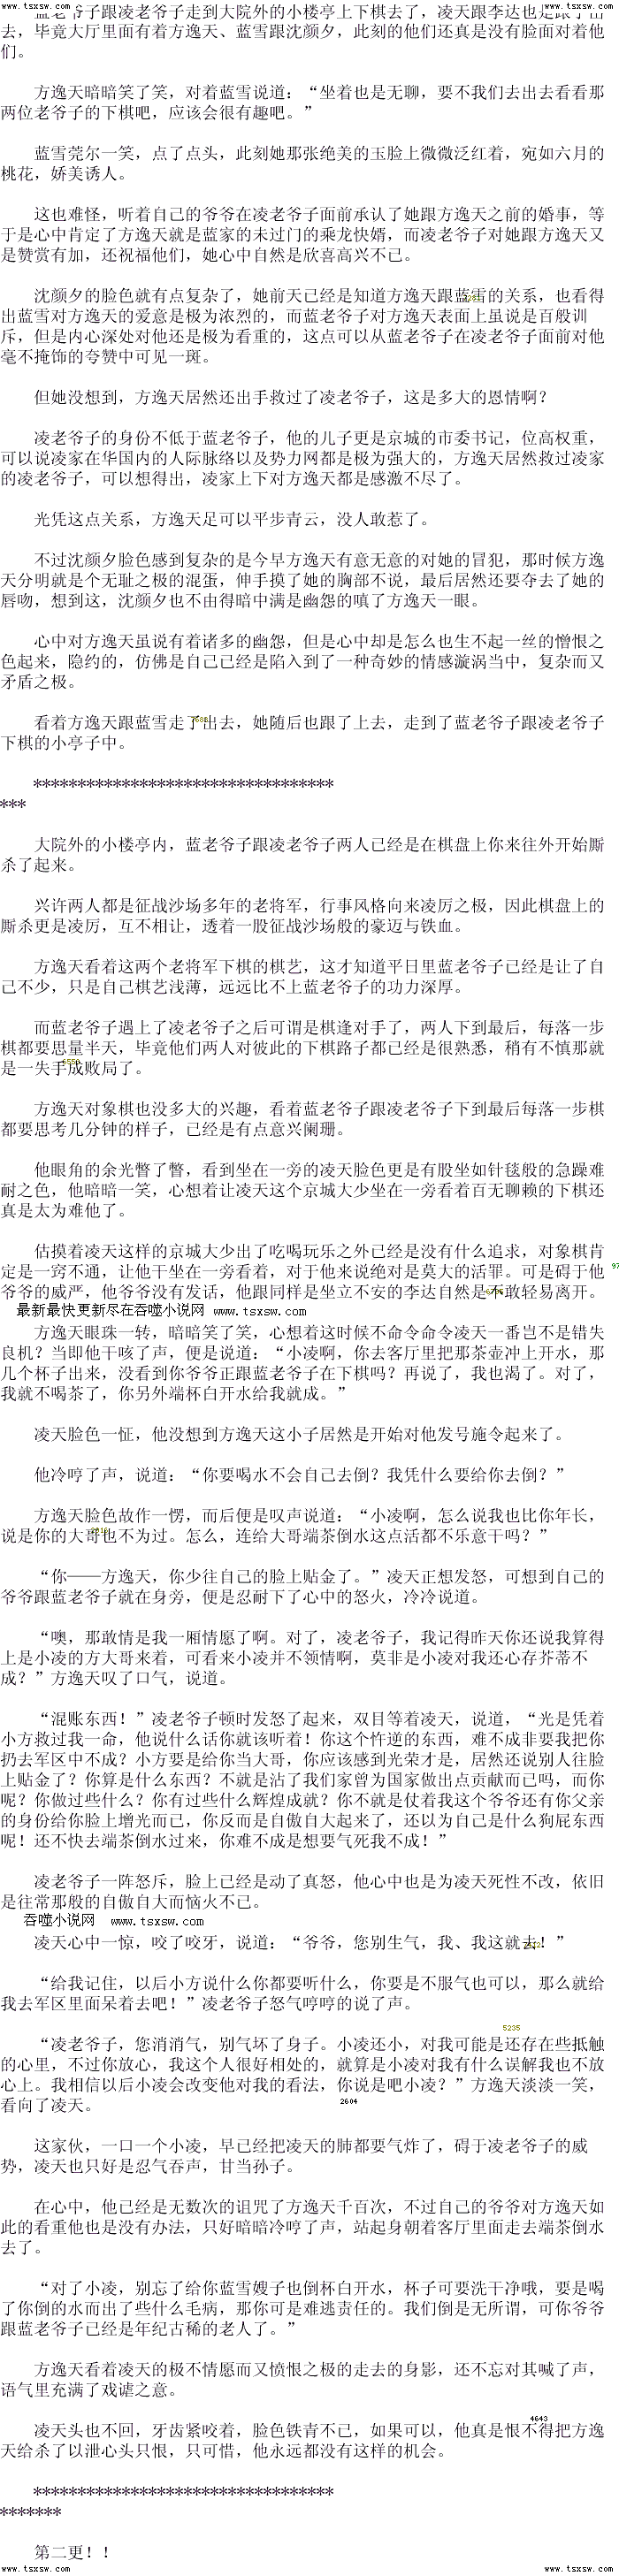 www.tsxsw.com www.tsxsw.com
蓝老爷子跟凌老爷子走到大院外的小楼亭上下棋去了，凌天跟李达也是跟了出
去，毕竟大厅里面有着方逸天、蓝雪跟沈颜夕，此刻的他们还真是没有脸面对着他
们。
方逸天暗暗笑了笑，对着蓝雪说道：“坐着也是无聊，要不我们去出去看看那
两位老爷子的下棋吧，应该会很有趣吧。”
蓝雪莞尔一笑，点了点头，此刻她那张绝美的玉脸上微微泛红着，宛如六月的
桃花，娇美诱人。
这也难怪，听着自己的爷爷在凌老爷子面前承认了她跟方逸天之前的婚事，等
于是心中肯定了方逸天就是蓝家的未过门的乘龙快婿，而凌老爷子对她跟方逸天又
是赞赏有加，还祝福他们，她心中自然是欣喜高兴不已。
沈颜夕的脸色就有点复杂了，她前天已经是知道方逸天跟蓝雪的关系，也看得
出蓝雪对方逸天的爱意是极为浓烈的，而蓝老爷子对方逸天表面上虽说是百般训
斥，但是内心深处对他还是极为看重的，这点可以从蓝老爷子在凌老爷子面前对他
毫不掩饰的夸赞中可见一斑。
但她没想到，方逸天居然还出手救过了凌老爷子，这是多大的恩情啊？
凌老爷子的身份不低于蓝老爷子，他的儿子更是京城的市委书记，位高权重，
可以说凌家在华国内的人际脉络以及势力网都是极为强大的，方逸天居然救过凌家
的凌老爷子，可以想得出，凌家上下对方逸天都是感激不尽了。
光凭这点关系，方逸天足可以平步青云，没人敢惹了。
不过沈颜夕脸色感到复杂的是今早方逸天有意无意的对她的冒犯，那时候方逸
天分明就是个无耻之极的混蛋，伸手摸了她的胸部不说，最后居然还要夺去了她的
唇吻，想到这，沈颜夕也不由得暗中满是幽怨的嗔了方逸天一眼。
心中对方逸天虽说有着诸多的幽怨，但是心中却是怎么也生不起一丝的憎恨之
色起来，隐约的，仿佛是自己已经是陷入到了一种奇妙的情感漩涡当中，复杂而又
矛盾之极。
看着方逸天跟蓝雪走了出去，她随后也跟了上去，走到了蓝老爷子跟凌老爷子
下棋的小亭子中。
**********************************
***
大院外的小楼亭内，蓝老爷子跟凌老爷子两人已经是在棋盘上你来往外开始厮
杀了起来。
兴许两人都是征战沙场多年的老将军，行事风格向来凌厉之极，因此棋盘上的
厮杀更是凌厉，互不相让，透着一股征战沙场般的豪迈与铁血。
方逸天看着这两个老将军下棋的棋艺，这才知道平日里蓝老爷子已经是让了自
己不少，只是自己棋艺浅薄，远远比不上蓝老爷子的功力深厚。
而蓝老爷子遇上了凌老爷子之后可谓是棋逢对手了，两人下到最后，每落一步
棋都要思量半天，毕竟他们两人对彼此的下棋路子都已经是很熟悉，稍有不慎那就
是一失手成败局了。
方逸天对象棋也没多大的兴趣，看着蓝老爷子跟凌老爷子下到最后每落一步棋
都要思考几分钟的样子，已经是有点意兴阑珊。
他眼角的余光瞥了瞥，看到坐在一旁的凌天脸色更是有股坐如针毯般的急躁难
耐之色，他暗暗一笑，心想着让凌天这个京城大少坐在一旁看着百无聊赖的下棋还
真是太为难他了。
估摸着凌天这样的京城大少出了吃喝玩乐之外已经是没有什么追求，对象棋肯
定是一窍不通，让他干坐在一旁看着，对于他来说绝对是莫大的活罪。可是碍于他
爷爷的威严，他爷爷没有发话，他跟同样是坐立不安的李达自然是不敢轻易离开。
最新最快更新尽在吞噬小说网 www.tsxsw.com
方逸天眼珠一转，暗暗笑了笑，心想着这时候不命令命令凌天一番岂不是错失
良机？当即他干咳了声，便是说道：“小凌啊，你去客厅里把那茶壶冲上开水，那
几个杯子出来，没看到你爷爷正跟蓝老爷子在下棋吗？再说了，我也渴了。对了，
我就不喝茶了，你另外端杯白开水给我就成。”
凌天脸色一怔，他没想到方逸天这小子居然是开始对他发号施令起来了。
他冷哼了声，说道：“你要喝水不会自己去倒？我凭什么要给你去倒？”
方逸天脸色故作一愣，而后便是叹声说道：“小凌啊，怎么说我也比你年长，
说是你的大哥也不为过。怎么，连给大哥端茶倒水这点活都不乐意干吗？”
“你——方逸天，你少往自己的脸上贴金了。”凌天正想发怒，可想到自己的
爷爷跟蓝老爷子就在身旁，便是忍耐下了心中的怒火，冷冷说道。
“噢，那敢情是我一厢情愿了啊。对了，凌老爷子，我记得昨天你还说我算得
上是小凌的方大哥来着，可看来小凌并不领情啊，莫非是小凌对我还心存芥蒂不
成？”方逸天叹了口气，说道。
“混账东西！”凌老爷子顿时发怒了起来，双目等着凌天，说道，“光是凭着
小方救过我一命，他说什么话你就该听着！你这个忤逆的东西，难不成非要我把你
扔去军区中不成？小方要是给你当大哥，你应该感到光荣才是，居然还说别人往脸
上贴金了？你算是什么东西？不就是沾了我们家曾为国家做出点贡献而已吗，而你
呢？你做过些什么？你有过些什么辉煌成就？你不就是仗着我这个爷爷还有你父亲
的身份给你脸上增光而已，你反而是自傲自大起来了，还以为自己是什么狗屁东西
呢！还不快去端茶倒水过来，你难不成是想要气死我不成！”
凌老爷子一阵怒斥，脸上已经是动了真怒，他心中也是为凌天死性不改，依旧
是往常那般的自傲自大而恼火不已。
吞噬小说网 www.tsxsw.com
凌天心中一惊，咬了咬牙，说道：“爷爷，您别生气，我、我这就去！”
“给我记住，以后小方说什么你都要听什么，你要是不服气也可以，那么就给
我去军区里面呆着去吧！”凌老爷子怒气哼哼的说了声。
5235
“凌老爷子，您消消气，别气坏了身子。小凌还小，对我可能是还存在些抵触
的心里，不过你放心，我这个人很好相处的，就算是小凌对我有什么误解我也不放
心上。我相信以后小凌会改变他对我的看法，你说是吧小凌？”方逸天淡淡一笑，
看向了凌天。
2604
这家伙，一口一个小凌，早已经把凌天的肺都要气炸了，碍于凌老爷子的威
势，凌天也只好是忍气吞声，甘当孙子。
在心中，他已经是无数次的诅咒了方逸天千百次，不过自己的爷爷对方逸天如
此的看重他也是没有办法，只好暗暗冷哼了声，站起身朝着客厅里面走去端茶倒水
去了。
“对了小凌，别忘了给你蓝雪嫂子也倒杯白开水，杯子可要洗干净哦，要是喝
了你倒的水而出了些什么毛病，那你可是难逃责任的。我们倒是无所谓，可你爷爷
跟蓝老爷子已经是年纪古稀的老人了。”
方逸天看着凌天的极不情愿而又愤恨之极的走去的身影，还不忘对其喊了声，
语气里充满了戏谑之意。
4643
凌天头也不回，牙齿紧咬着，脸色铁青不已，如果可以，他真是恨不得把方逸
天给杀了以泄心头只恨，只可惜，他永远都没有这样的机会。
**********************************
*******
第二更！！
www.tsxsw.com www.tsxsw.com